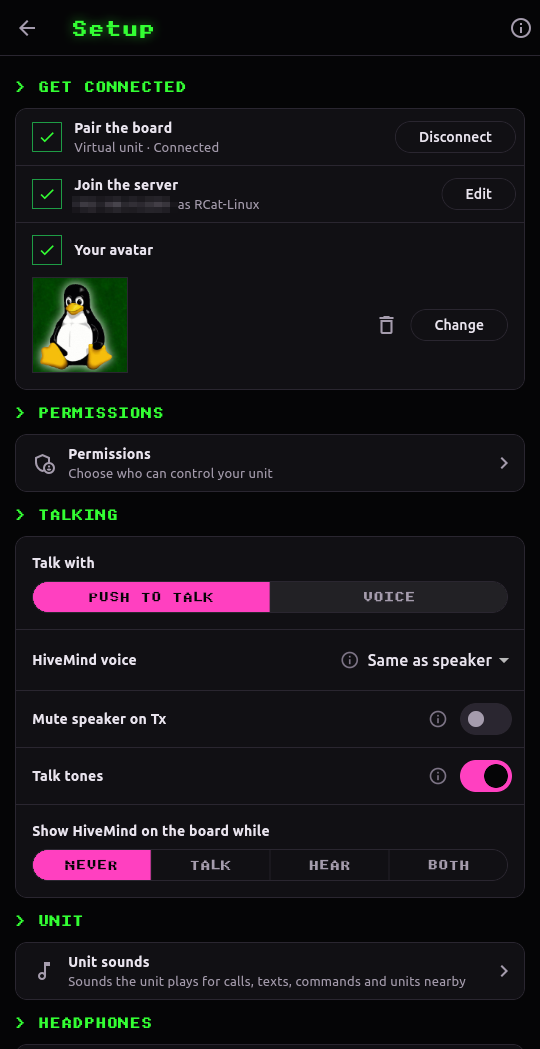 Setup
GET CONNECTED
Pair the board
Virtual unit · Connected
Disconnect
Join the server
as RCat-Linux
Edit
Your avatar
Change
PERMISSIONS
Permissions
Choose who can control your unit
TALKING
Talk with
PUSH TO TALK
VOICE
HiveMind voice
Same as speaker
Mute speaker on Tx
Talk tones
Show HiveMind on the board while
NEVER
TALK
HEAR
BOTH
UNIT
Unit sounds
Sounds the unit plays for calls, texts, commands and units nearby
HEADPHONES